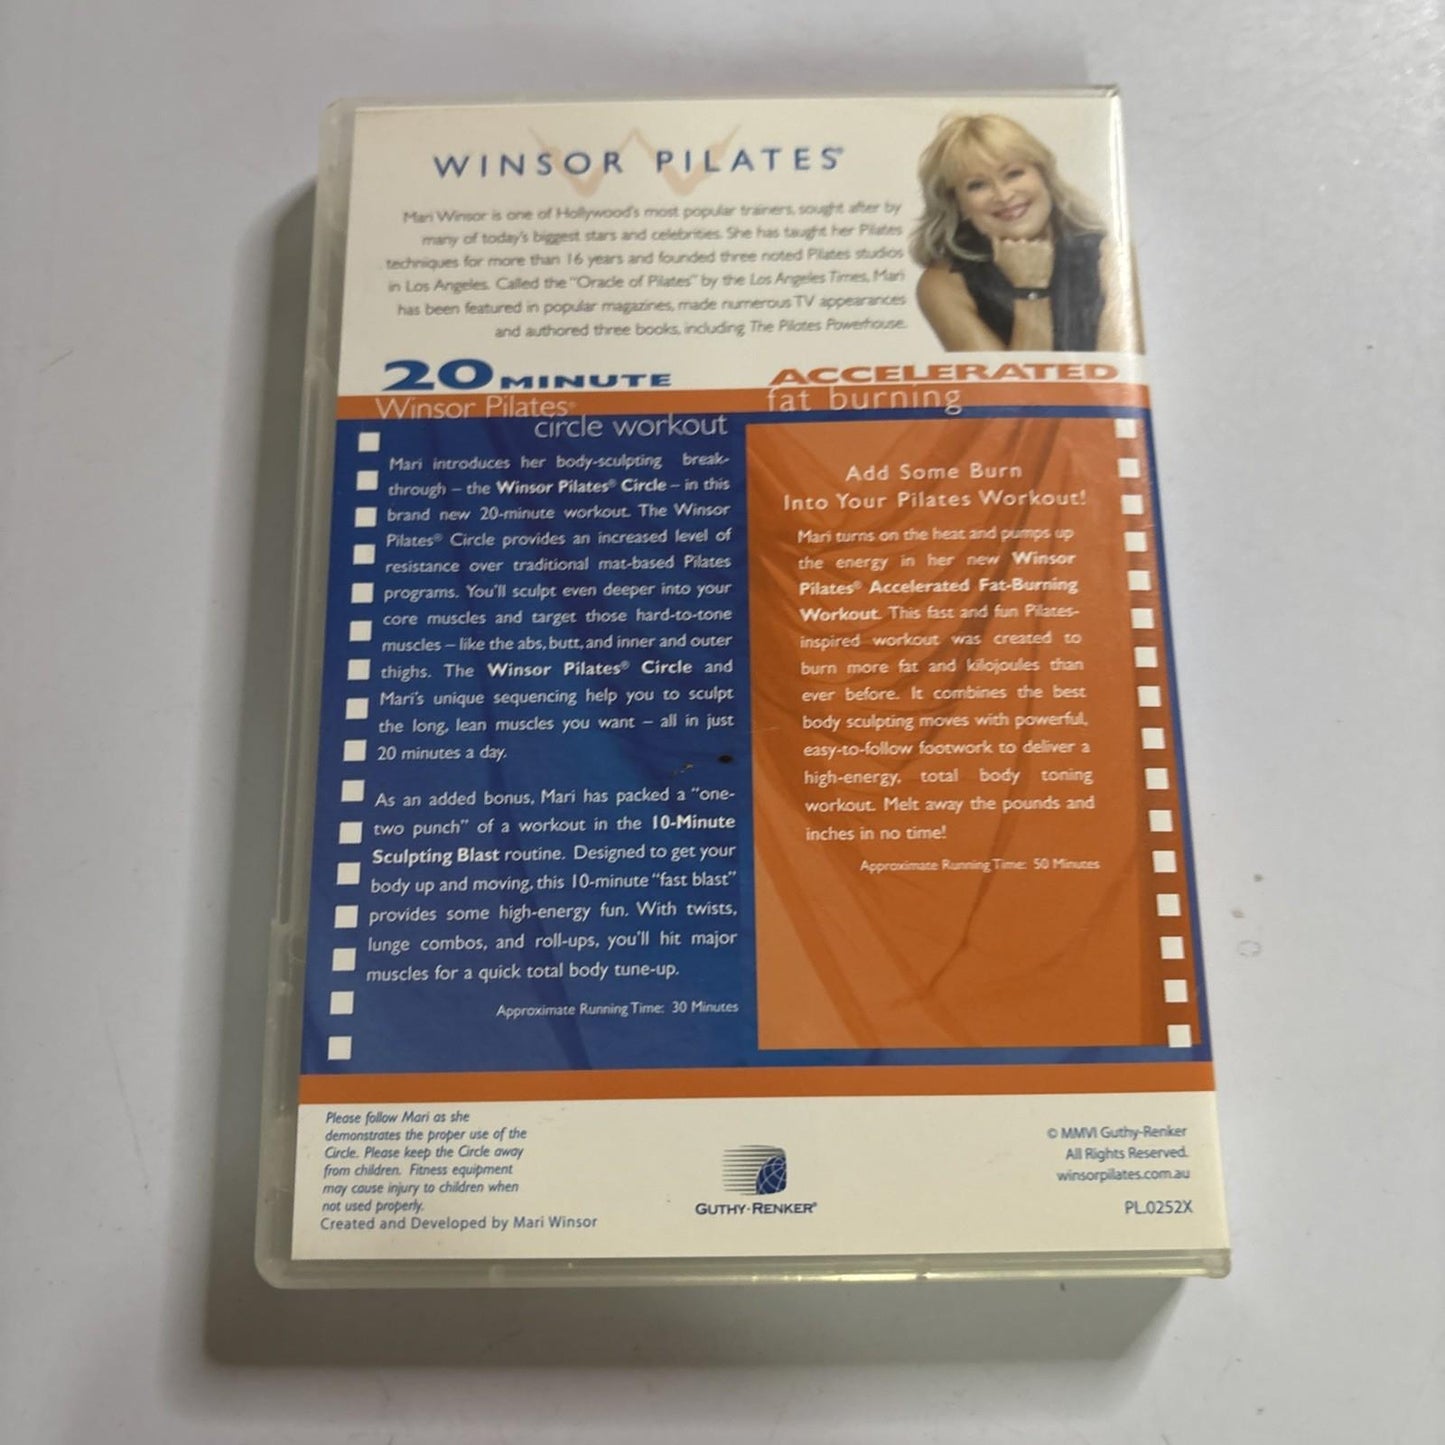 WINSOR PILATES®
Mari Winsor is one of Hollywood's most popular trainers, sought after by
many of today's biggest stars and celebrities. She has taught her Pilates
techniques for more than 16 years and founded three noted Pilates studios
in Los Angeles. Called the "Oracle of Pilates" by the Los Angeles Times, Mari
has been featured in popular magazines, made numerous TV appearances
and authored three books, including The Pilates Powerhouse.
20 MINUTE
Winsor Pilates®
circle workout
Mari introduces her body-sculpting break-
through – the Winsor Pilates® Circle – in this
brand new 20-minute workout. The Winsor
Pilates® Circle provides an increased level of
resistance over traditional mat-based Pilates
programs. You'll sculpt even deeper into your
core muscles and target those hard-to-tone
muscles – like the abs, butt, and inner and outer
thighs. The Winsor Pilates® Circle and
Mari's unique sequencing help you to sculpt
the long, lean muscles you want – all in just
20 minutes a day.
As an added bonus, Mari has packed a "one-
two punch" of a workout in the 10-Minute
Sculpting Blast routine. Designed to get your
body up and moving, this 10-minute "fast blast"
provides some high-energy fun. With twists,
lunge combos, and roll-ups, you'll hit major
muscles for a quick total body tune-up.
Approximate Running Time: 30 Minutes
ACCELERATED
fat burning
Add Some Burn
Into Your Pilates Workout!
Mari turns on the heat and pumps up
the energy in her new Winsor
Pilates® Accelerated Fat-Burning
Workout. This fast and fun Pilates-
inspired workout was created to
burn more fat and kilojoules than
ever before. It combines the best
body sculpting moves with powerful,
easy-to-follow footwork to deliver a
high-energy, total body toning
workout. Melt away the pounds and
inches in no time!
Approximate Running Time: 50 Minutes
Please follow Mari as she
demonstrates the proper use of the
Circle. Please keep the Circle away
from children. Fitness equipment
may cause injury to children when
not used properly.
Created and Developed by Mari Winsor
GUTHY-RENKER®
© MMVI Guthy-Renker
All Rights Reserved.
winsorpilates.com.au
PL.0252X